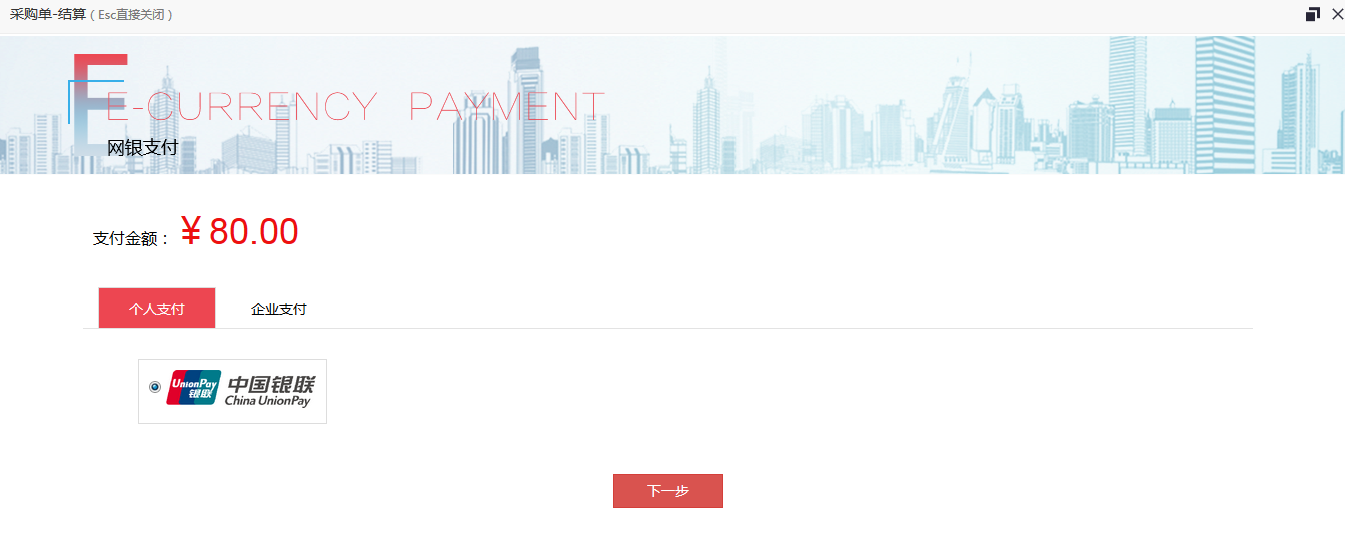 采购单-结算 ( Esc直接关闭 )
E-CURRENCY PAYMENT
网银支付
支付金额： ¥ 80.00
个人支付 企业支付
UnionPay 银联 中国银联
China UnionPay
下一步